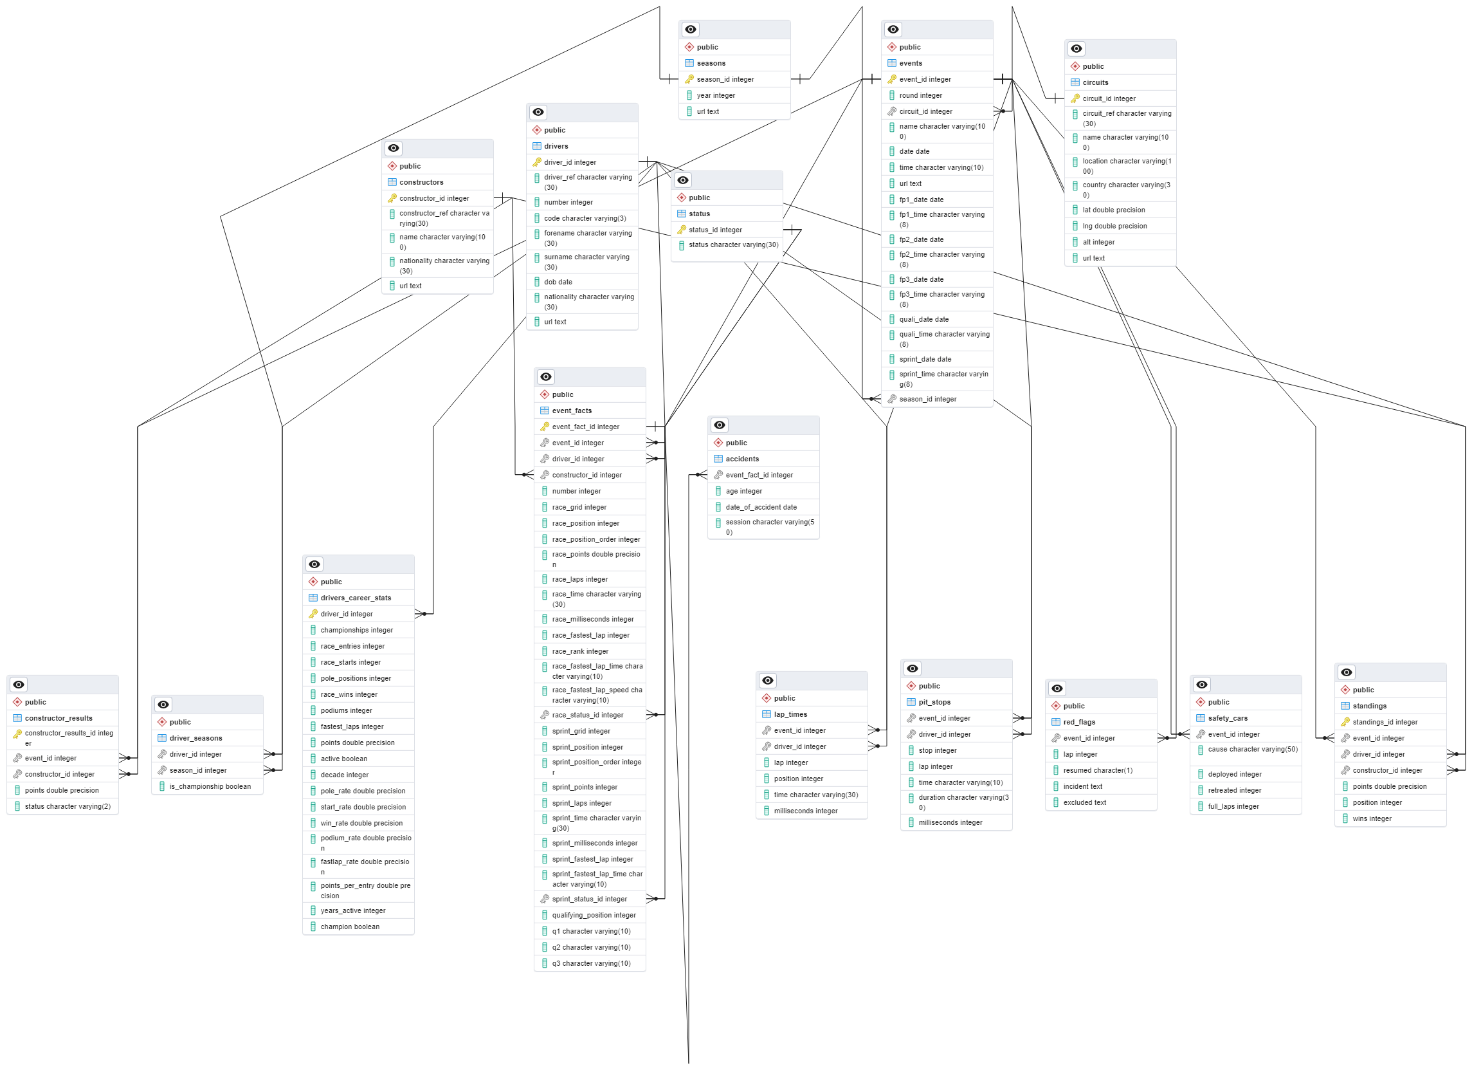 public
seasons
season_id integer
year integer
url text
public
events
event_id integer
round integer
circuit_id integer
name character varying(10
0)
date date
time character varying(10)
url text
fp1_date date
fp1_time character varying
(8)
fp2_date date
fp2_time character varying
(8)
fp3_date date
fp3_time character varying
(8)
quali_date date
quali_time character varying
(8)
sprint_date date
sprint_time character varyin
g(8)
season_id integer
public
circuits
circuit_id integer
circuit_ref character varying
(30)
name character varying(10
0)
location character varying(1
00)
country character varying(3
0)
lat double precision
lng double precision
alt integer
url text
public
drivers
driver_id integer
driver_ref character varying
(30)
number integer
code character varying(3)
forename character varying
(30)
surname character varying
(30)
dob date
nationality character varying
(30)
url text
public
constructors
constructor_id integer
constructor_ref character va
rying(30)
name character varying(10
0)
nationality character varying
(30)
url text
public
status
status_id integer
status character varying(30)
public
event_facts
event_fact_id integer
event_id integer
driver_id integer
constructor_id integer
number integer
race_grid integer
race_position integer
race_position_order integer
race_points double precisio
n
race_laps integer
race_time character varying
(30)
race_milliseconds integer
race_fastest_lap integer
race_rank integer
race_fastest_lap_time chara
cter varying(10)
race_fastest_lap_speed cha
racter varying(10)
race_status_id integer
sprint_grid integer
sprint_position integer
sprint_position_order intege
r
sprint_points integer
sprint_laps integer
sprint_time character varyin
g(30)
sprint_milliseconds integer
sprint_fastest_lap integer
sprint_fastest_lap_time char
acter varying(10)
sprint_status_id integer
qualifying_position integer
q1 character varying(10)
q2 character varying(10)
q3 character varying(10)
public
accidents
event_fact_id integer
age integer
date_of_accident date
session character varying(5
0)
public
drivers_career_stats
driver_id integer
championships integer
race_entries integer
race_starts integer
pole_positions integer
race_wins integer
podiums integer
fastest_laps integer
points double precision
active boolean
decade integer
pole_rate double precision
start_rate double precision
win_rate double precision
podium_rate double precisio
n
fastlap_rate double precisio
n
points_per_entry double pre
cision
years_active integer
champion boolean
public
constructor_results
constructor_results_id integ
er
event_id integer
constructor_id integer
points double precision
status character varying(2)
public
driver_seasons
driver_id integer
season_id integer
is_championship boolean
public
lap_times
event_id integer
driver_id integer
lap integer
position integer
time character varying(30)
milliseconds integer
public
pit_stops
event_id integer
driver_id integer
stop integer
lap integer
time character varying(10)
duration character varying(3
0)
milliseconds integer
public
red_flags
event_id integer
lap integer
resumed character(1)
incident text
excluded text
public
safety_cars
event_id integer
cause character varying(50)
deployed integer
retreated integer
full_laps integer
public
standings
standings_id integer
event_id integer
driver_id integer
constructor_id integer
points double precision
position integer
wins integer